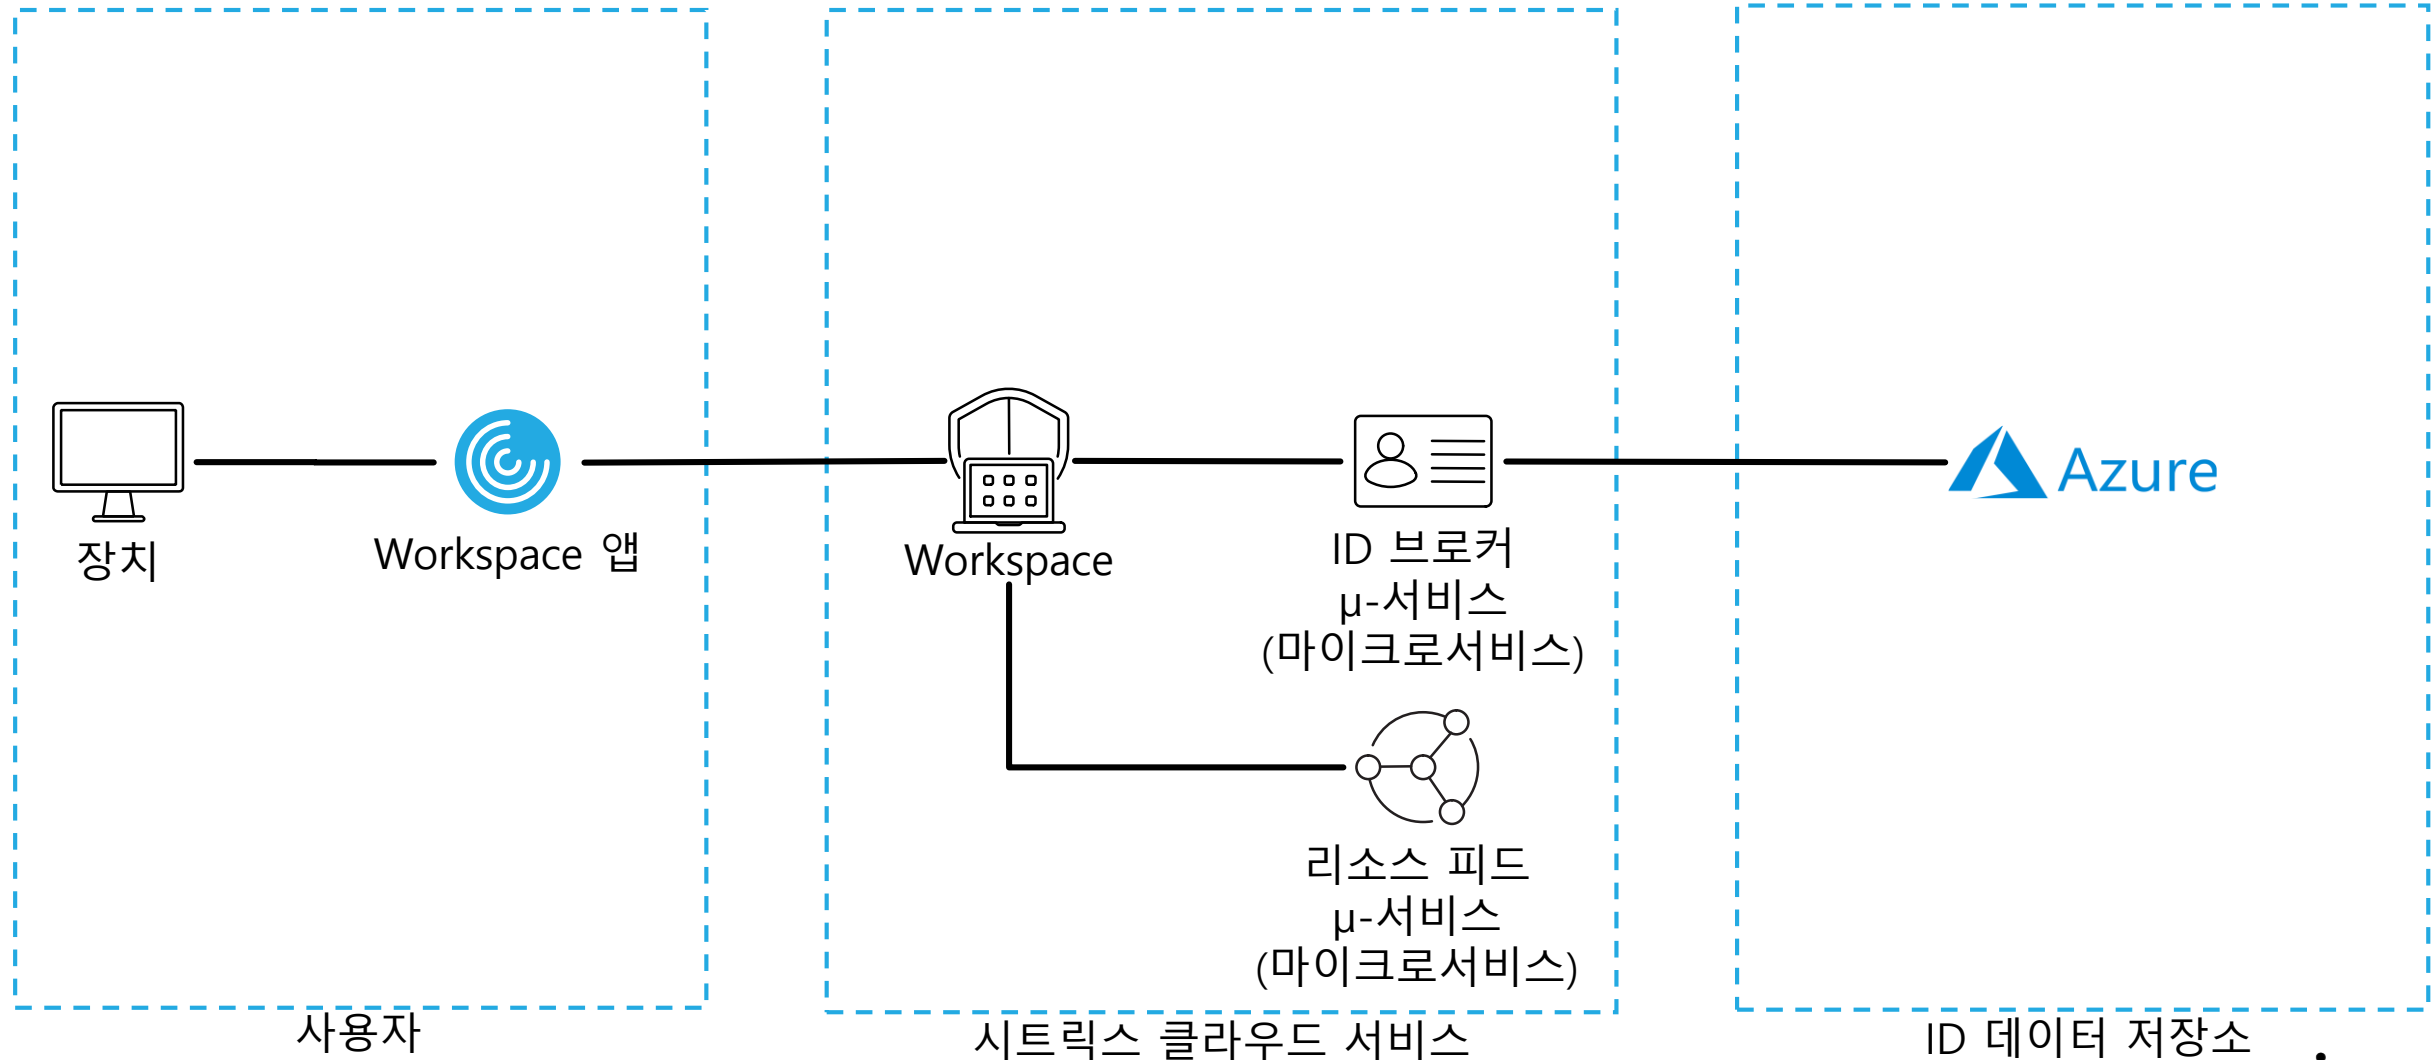 장치
Workspace 앱
Workspace
ID 브로커
μ-서비스
(마이크로서비스)
Azure
리소스 피드
μ-서비스
(마이크로서비스)
사용자
시트릭스 클라우드 서비스
ID 데이터 저장소